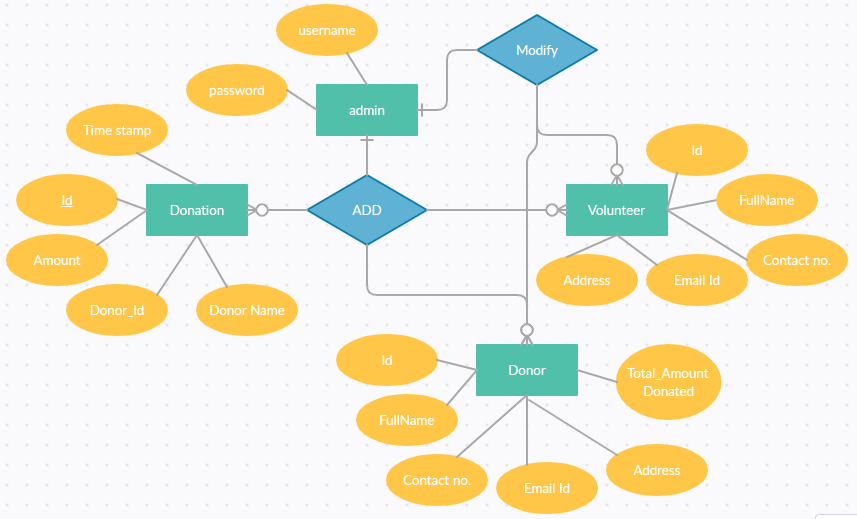 username
Modify
password
admin
Time stamp
Id
Id
FullName
Donation
ADD
Volunteer
Amount
Contact no.
Address
Email Id
Donor_Id
Donor Name
Id
Donor
Total_Amount
Donated
FullName
Contact no.
Email Id
Address